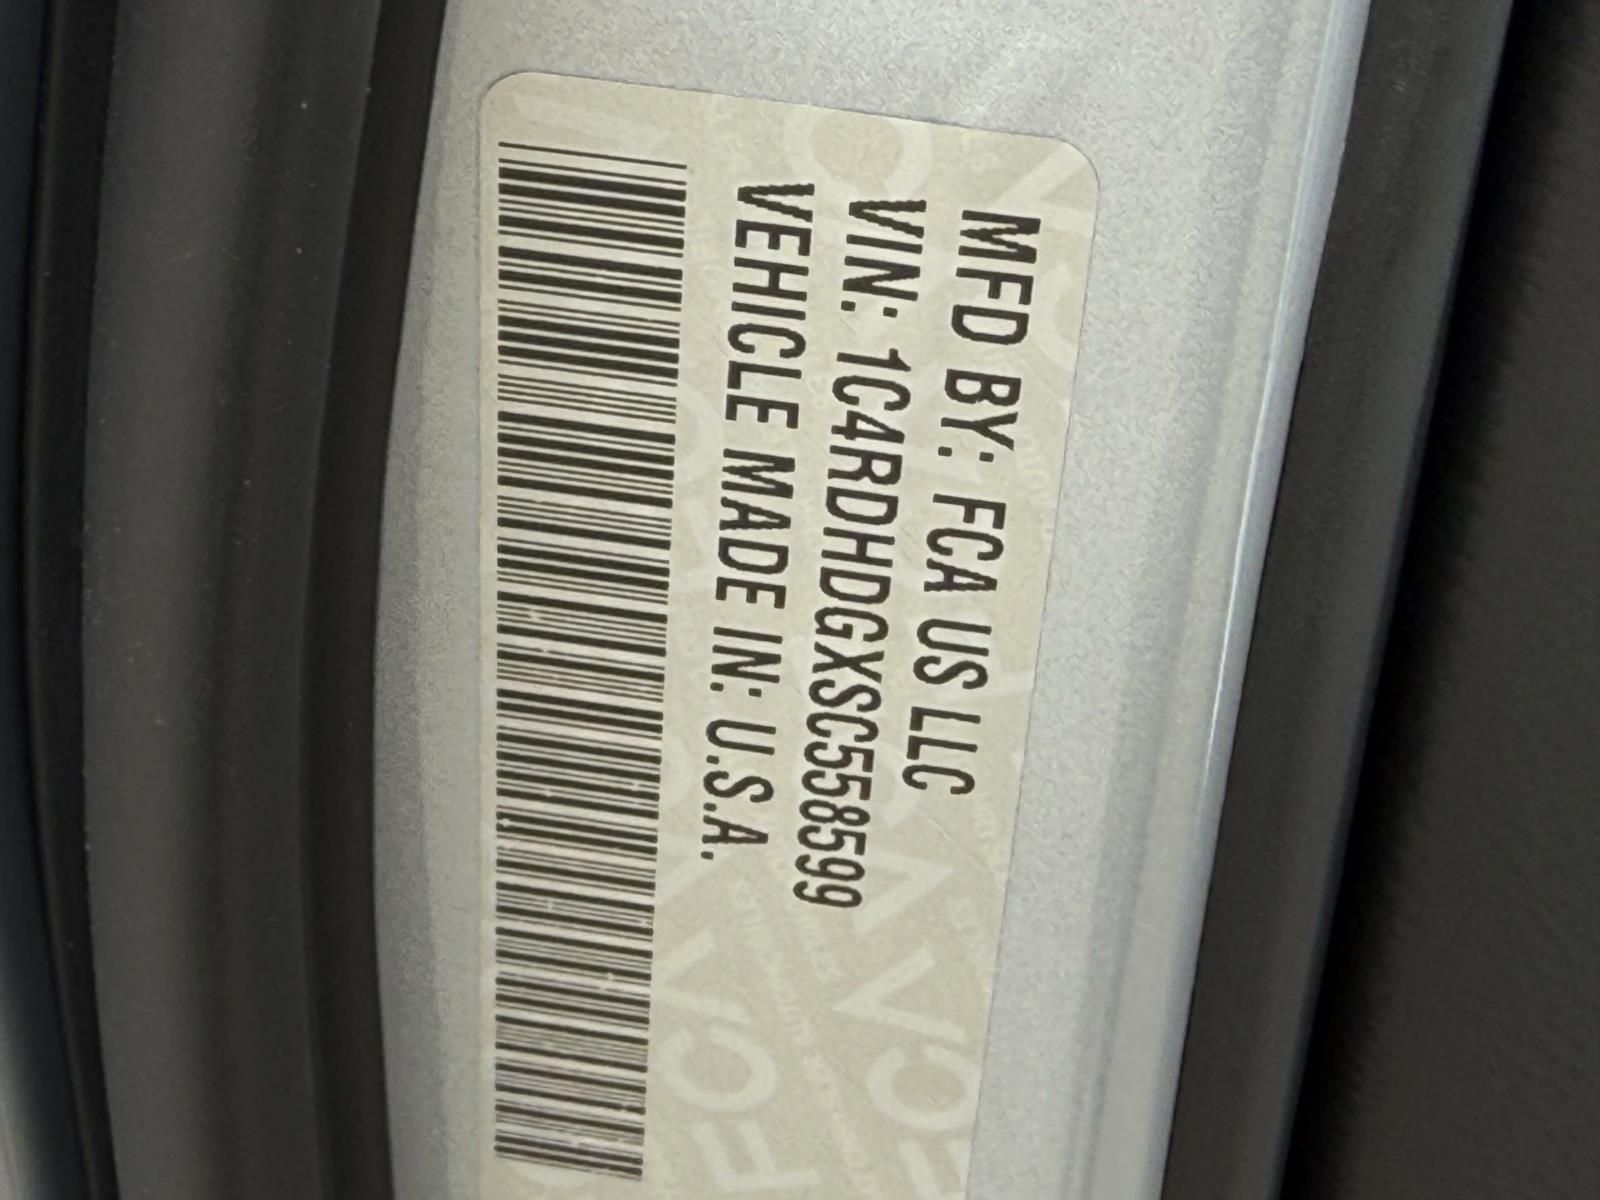 MFD BY: FCA US LLC
VIN: 1C4RDHDGXSC558599
VEHICLE MADE IN: U.S.A.